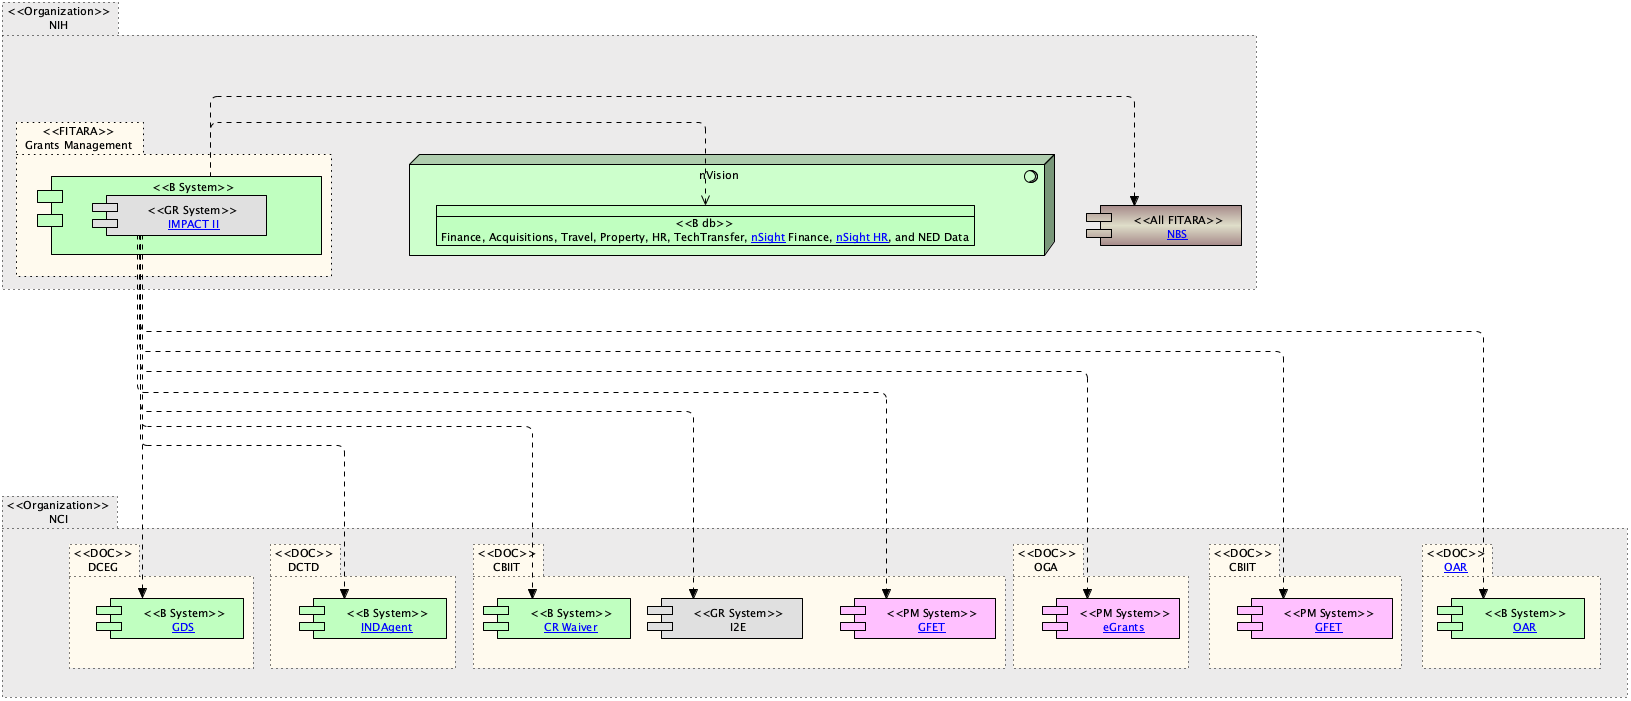 <<Organization>>
NIH
<<FITARA>>
Grants Management
<<B System>>
<<GR System>>
IMPACT II
nVision
<<B db>>
Finance, Acquisitions, Travel, Property, HR, TechTransfer, nSight Finance, nSight HR, and NED Data
<<All FITARA>>
NBS
<<Organization>>
NCI
<<DOC>>
DCEG
<<B System>>
GDS
<<DOC>>
DCTD
<<B System>>
INDAgent
<<DOC>>
CBIIT
<<B System>>
CR Waiver
<<GR System>>
I2E
<<PM System>>
GFET
<<DOC>>
OGA
<<PM System>>
eGrants
<<DOC>>
CBIIT
<<PM System>>
GFET
<<DOC>>
OAR
<<B System>>
OAR